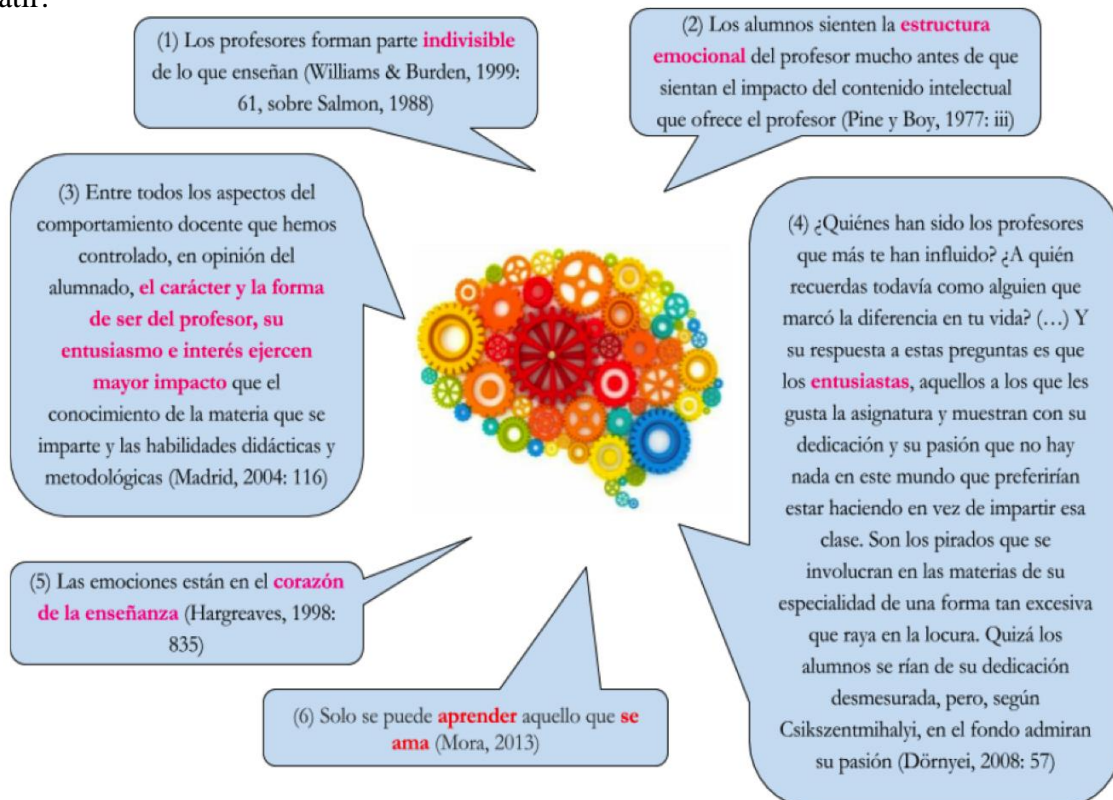 (1) Los profesores forman parte indivisible
de lo que enseñan (Williams & Burden, 1999:
61, sobre Salmon, 1988)
(2) Los alumnos sienten la estructura
emocional del profesor mucho antes de que
sientan el impacto del contenido intelectual
que ofrece el profesor (Pine y Boy, 1977: iii)
(3) Entre todos los aspectos del
comportamiento docente que hemos
controlado, en opinión del
alumnado, el carácter y la forma
de ser del profesor, su
entusiasmo e interés ejercen
mayor impacto que el
conocimiento de la materia que se
imparte y las habilidades didácticas y
metodológicas (Madrid, 2004: 116)
(4) ¿Quiénes han sido los profesores
que más te han influido? ¿A quién
recuerdas todavía como alguien que
marcó la diferencia en tu vida? (…) Y
su respuesta a estas preguntas es que
los entusiastas, aquellos a los que les
gusta la asignatura y muestran con su
dedicación y su pasión que no hay
nada en este mundo que preferirían
estar haciendo en vez de impartir esa
clase. Son los pirados que se
involucran en las materias de su
especialidad de una forma tan excesiva
que raya en la locura. Quizá los
alumnos se rían de su dedicación
desmesurada, pero, según
Csikszentmihalyi, en el fondo admiran
su pasión (Dörnyei, 2008: 57)
(5) Las emociones están en el corazón
de la enseñanza (Hargreaves, 1998:
835)
(6) Solo se puede aprender aquello que se
ama (Mora, 2013)